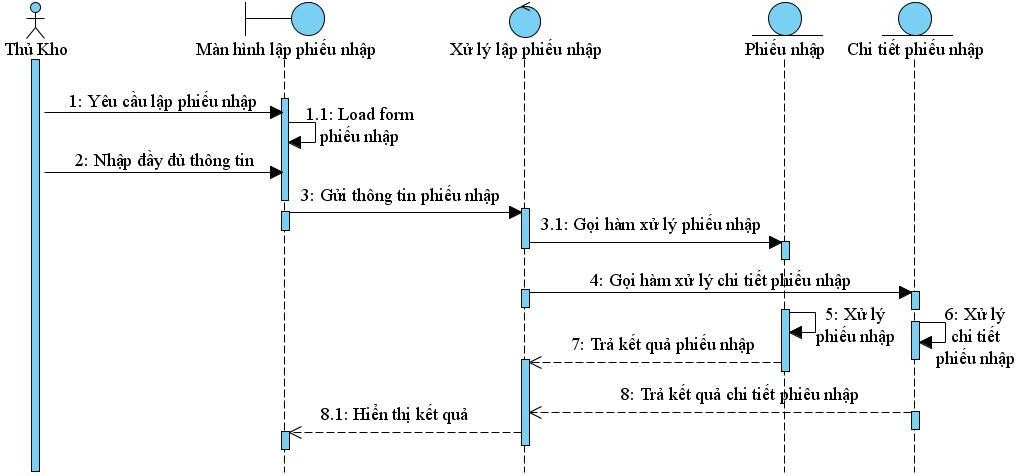 Thủ Kho
Màn hình lập phiếu nhập
Xử lý lập phiếu nhập
Phiếu nhập
Chi tiết phiếu nhập
1: Yêu cầu lập phiếu nhập
1.1: Load form
phiếu nhập
2: Nhập đầy đủ thông tin
3: Gửi thông tin phiếu nhập
3.1: Gọi hàm xử lý phiếu nhập
4: Gọi hàm xử lý chi tiết phiếu nhập
5: Xử lý
phiếu nhập
6: Xử lý
chi tiết
phiếu nhập
7: Trả kết quả phiếu nhập
8: Trả kết quả chi tiết phiêu nhập
8.1: Hiển thị kết quả